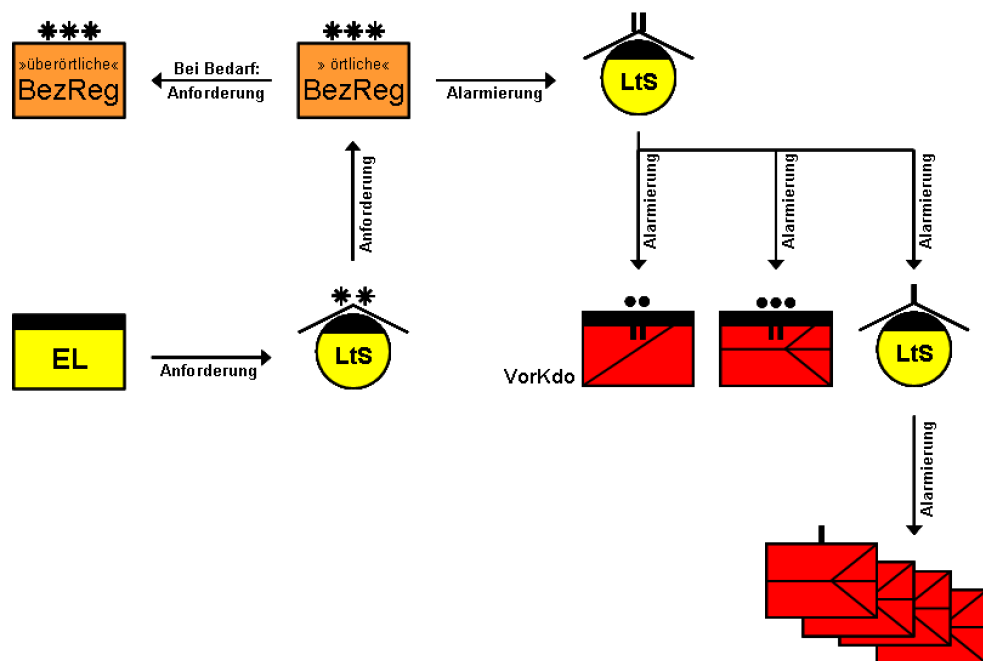 »überörtliche«
BezReg
Bei Bedarf:
Anforderung
» örtliche«
BezReg
Alarmierung
LtS
Anforderung
Alarmierung
Alarmierung
Alarmierung
EL
Anforderung
LtS
VorKdo
LtS
Alarmierung